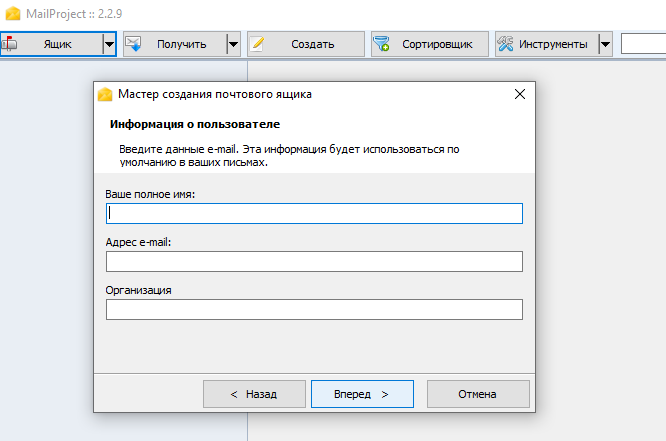 MailProject :: 2.2.9
Ящик
Получить
Создать
Сортировщик
Инструменты
Мастер создания почтового ящика
Информация о пользователе
Введите данные e-mail. Эта информация будет использоваться по
умолчанию в ваших письмах.
Ваше полное имя:
Адрес e-mail:
Организация
< Назад
Вперед >
Отмена